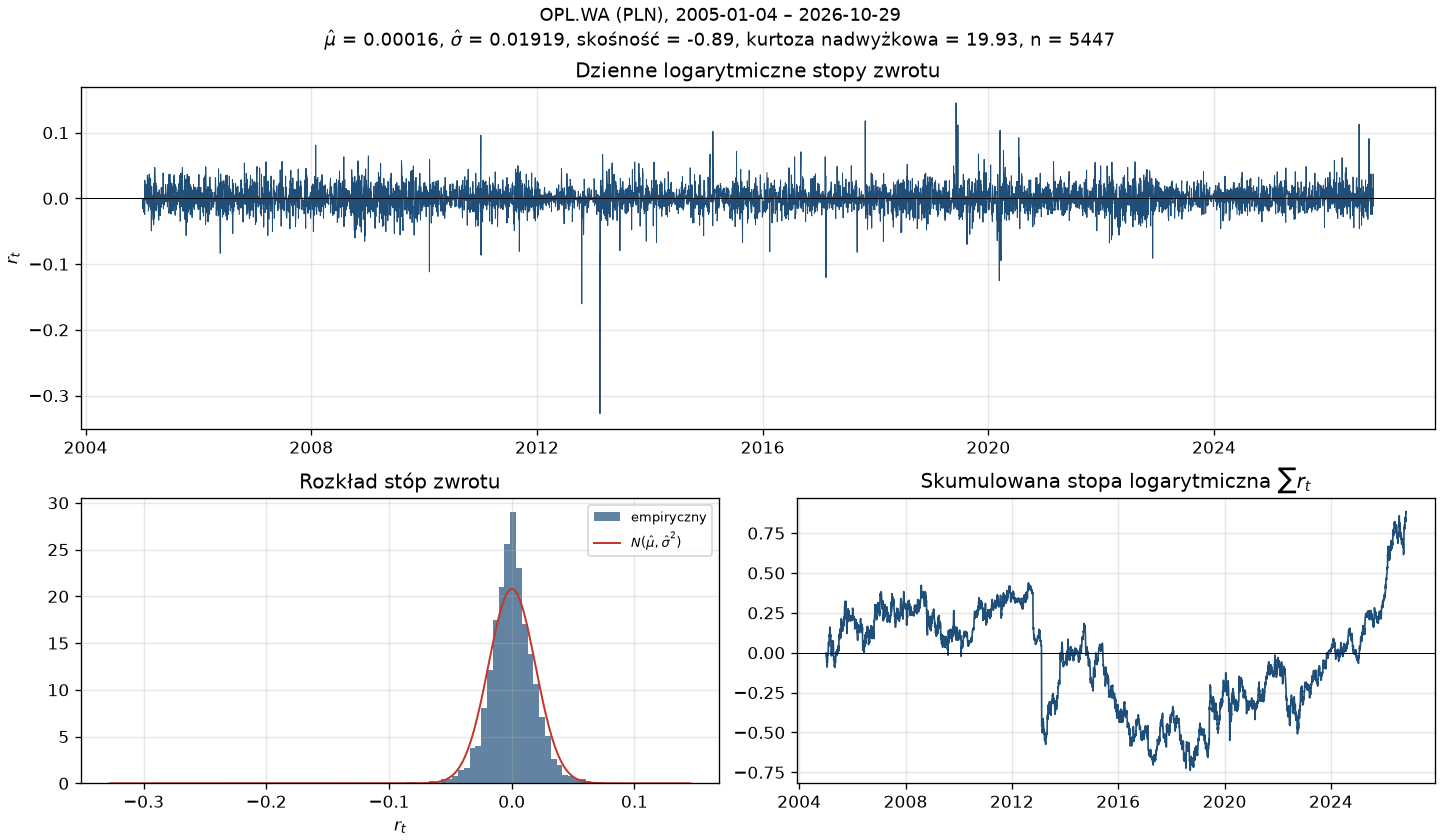 OPL.WA (PLN), 2005-01-04 – 2026-10-29
μ̂ = 0.00016, σ̂ = 0.01919, skośność = -0.89, kurtoza nadwyżkowa = 19.93, n = 5447
Dzienne logarytmiczne stopy zwrotu
r_t
0.1
0.0
−0.1
−0.2
−0.3
2004 2008 2012 2016 2020 2024
Rozkład stóp zwrotu
30
25
20
15
10
5
0
empiryczny
N(μ̂, σ̂²)
−0.3 −0.2 −0.1 0.0 0.1
r_t
Skumulowana stopa logarytmiczna ∑r_t
0.75
0.50
0.25
0.00
−0.25
−0.50
−0.75
2004 2008 2012 2016 2020 2024